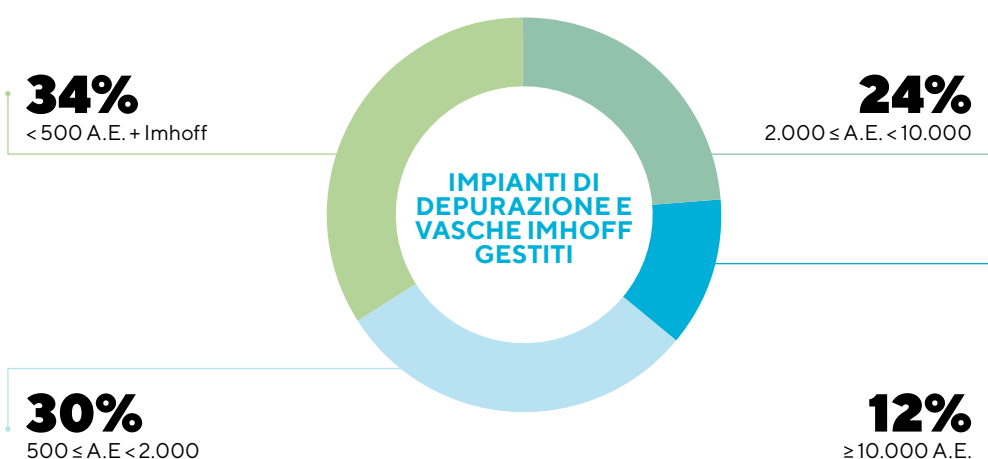 34%
< 500 A.E. + Imhoff
24%
2.000 ≤ A.E. < 10.000
IMPIANTI DI
DEPURAZIONE E
VASCHE IMHOFF
GESTITI
30%
500 ≤ A.E < 2.000
12%
≥ 10.000 A.E.